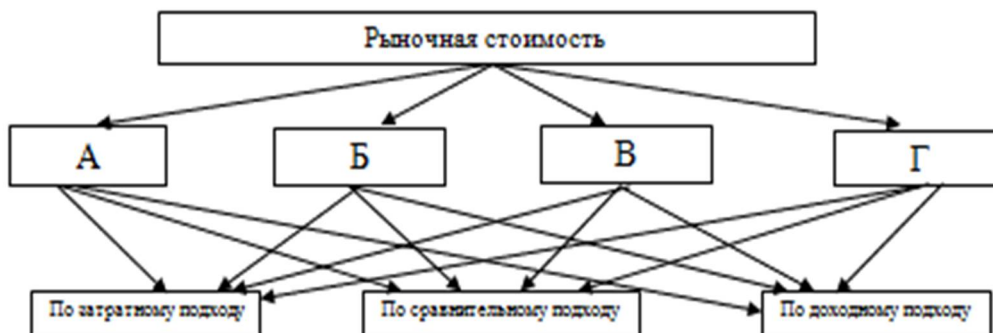 Рыночная стоимость
А
Б
В
Г
По затратному подходу
По сравнительному подходу
По доходному подходу